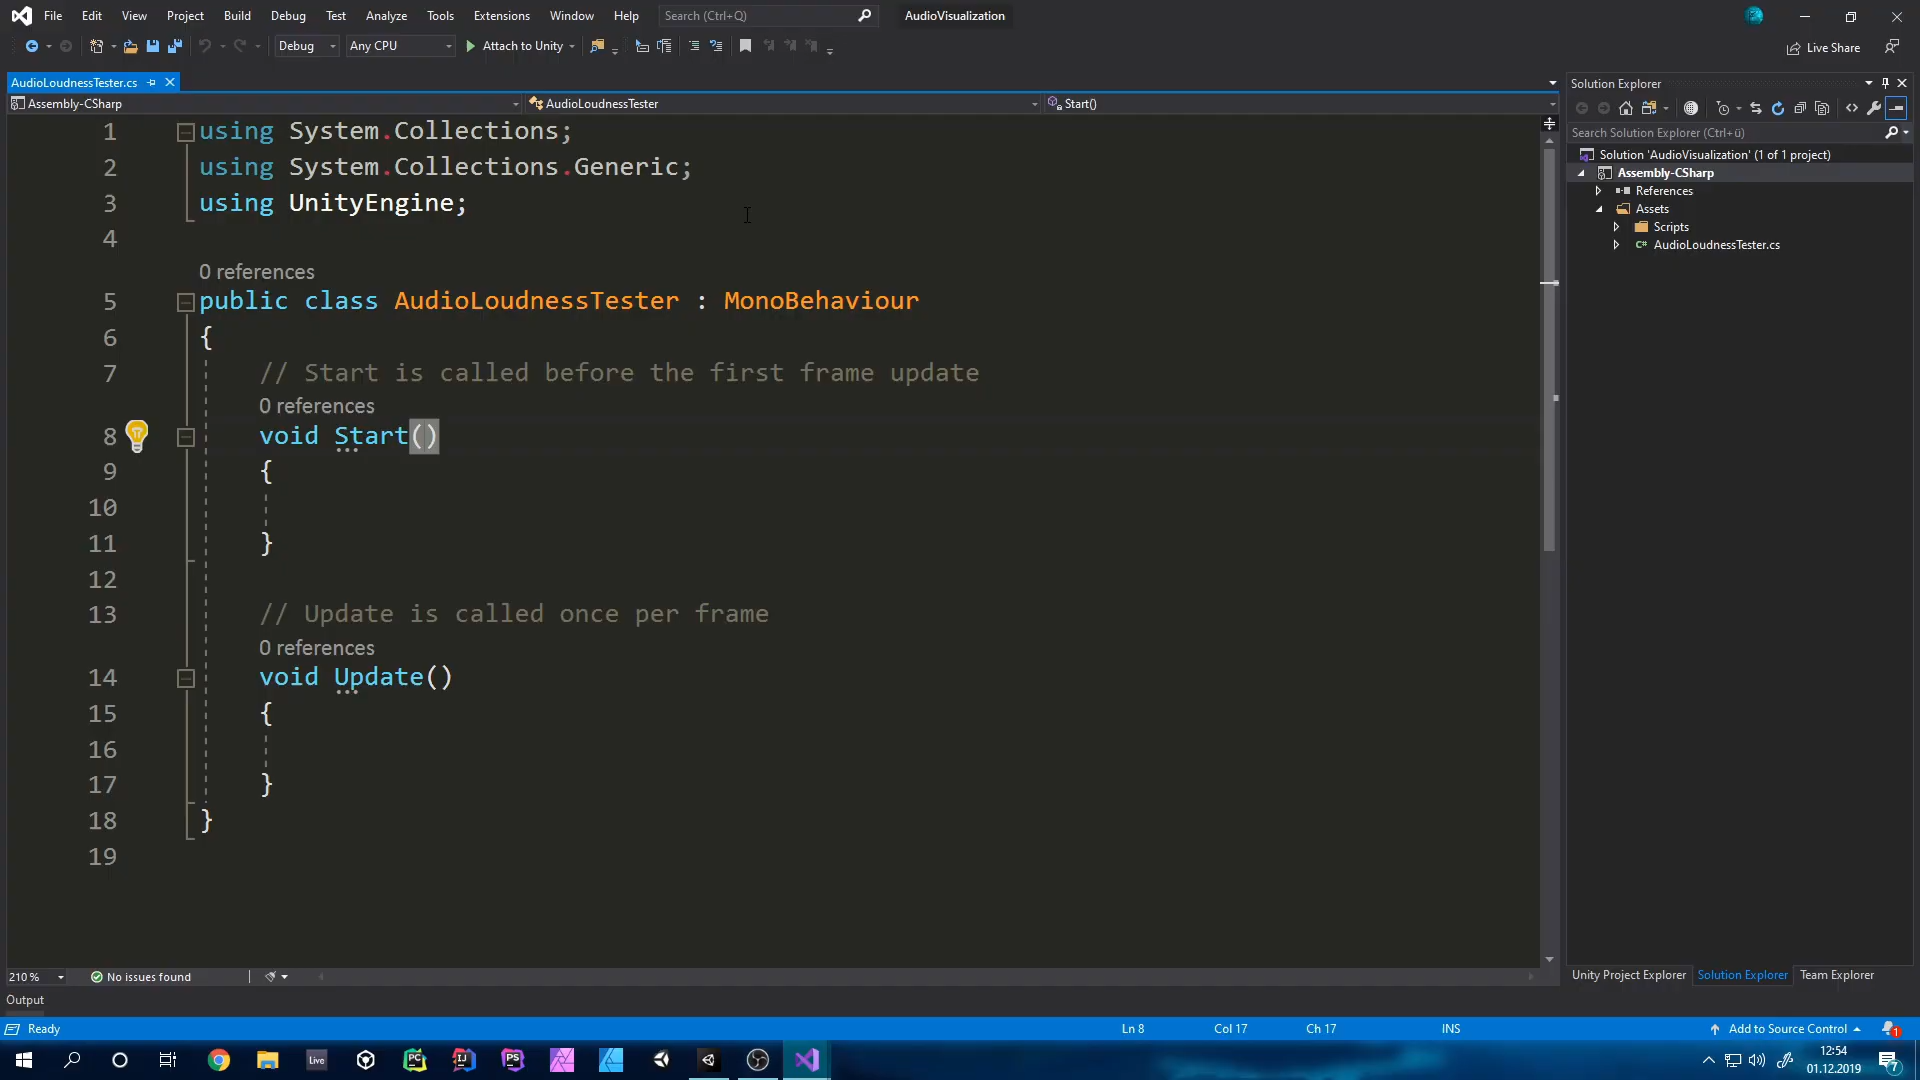 File Edit View Project Build Debug Test Analyze Tools Extensions Window Help Search (Ctrl+Q) AudioVisualization
Debug Any CPU Attach to Unity Live Share
AudioLoudnessTester.cs
Assembly-CSharp AudioLoudnessTester Start()
1 using System.Collections;
2 using System.Collections.Generic;
3 using UnityEngine;
4
0 references
5 public class AudioLoudnessTester : MonoBehaviour
6 {
7 // Start is called before the first frame update
0 references
8 void Start()
9 {
10
11 }
12
13 // Update is called once per frame
0 references
14 void Update()
15 {
16
17 }
18 }
19
210 % No issues found
Output
Solution Explorer
Search Solution Explorer (Ctrl+ü)
Solution 'AudioVisualization' (1 of 1 project)
Assembly-CSharp
References
Assets
Scripts
C# AudioLoudnessTester.cs
Unity Project Explorer Solution Explorer Team Explorer
Ready Ln 8 Col 17 Ch 17 INS Add to Source Control 1
Live PC IJ PS
12:54
01.12.2019
7